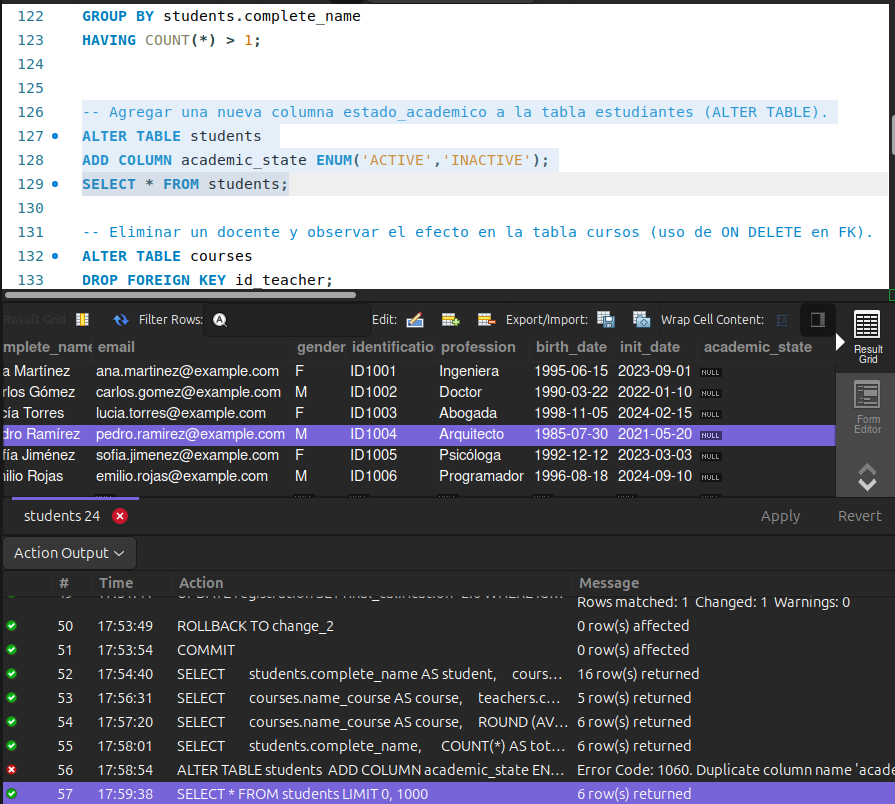 122 GROUP BY students.complete_name
123 HAVING COUNT(*) > 1;
124
125
126 -- Agregar una nueva columna estado_academico a la tabla estudiantes (ALTER TABLE).
127 ALTER TABLE students
128 ADD COLUMN academic_state ENUM('ACTIVE','INACTIVE');
129 SELECT * FROM students;
130
131 -- Eliminar un docente y observar el efecto en la tabla cursos (uso de ON DELETE en FK).
132 ALTER TABLE courses
133 DROP FOREIGN KEY id_teacher;
Result Grid Filter Rows: Edit: Export/Import: Wrap Cell Content: IA
Result Grid
Form Editor
mplete_name email gender identificatio profession birth_date init_date academic_state
a Martínez ana.martinez@example.com F ID1001 Ingeniera 1995-06-15 2023-09-01 NULL
rlos Gómez carlos.gomez@example.com M ID1002 Doctor 1990-03-22 2022-01-10 NULL
cía Torres lucia.torres@example.com F ID1003 Abogada 1998-11-05 2024-02-15 NULL
dro Ramírez pedro.ramirez@example.com M ID1004 Arquitecto 1985-07-30 2021-05-20 NULL
fía Jiménez sofia.jimenez@example.com F ID1005 Psicóloga 1992-12-12 2023-03-03 NULL
nilio Rojas emilio.rojas@example.com M ID1006 Programador 1996-08-18 2024-09-10 NULL
students 24 Apply Revert
Action Output
# Time Action Message
Rows matched: 1 Changed: 1 Warnings: 0
50 17:53:49 ROLLBACK TO change_2 0 row(s) affected
51 17:53:54 COMMIT 0 row(s) affected
52 17:54:40 SELECT students.complete_name AS student, cours... 16 row(s) returned
53 17:56:31 SELECT courses.name_course AS course, teachers.c... 5 row(s) returned
54 17:57:20 SELECT courses.name_course AS course, ROUND (AV... 6 row(s) returned
55 17:58:01 SELECT students.complete_name, COUNT(*) AS tot... 6 row(s) returned
56 17:58:54 ALTER TABLE students ADD COLUMN academic_state EN... Error Code: 1060. Duplicate column name 'acade
57 17:59:38 SELECT * FROM students LIMIT 0, 1000 6 row(s) returned